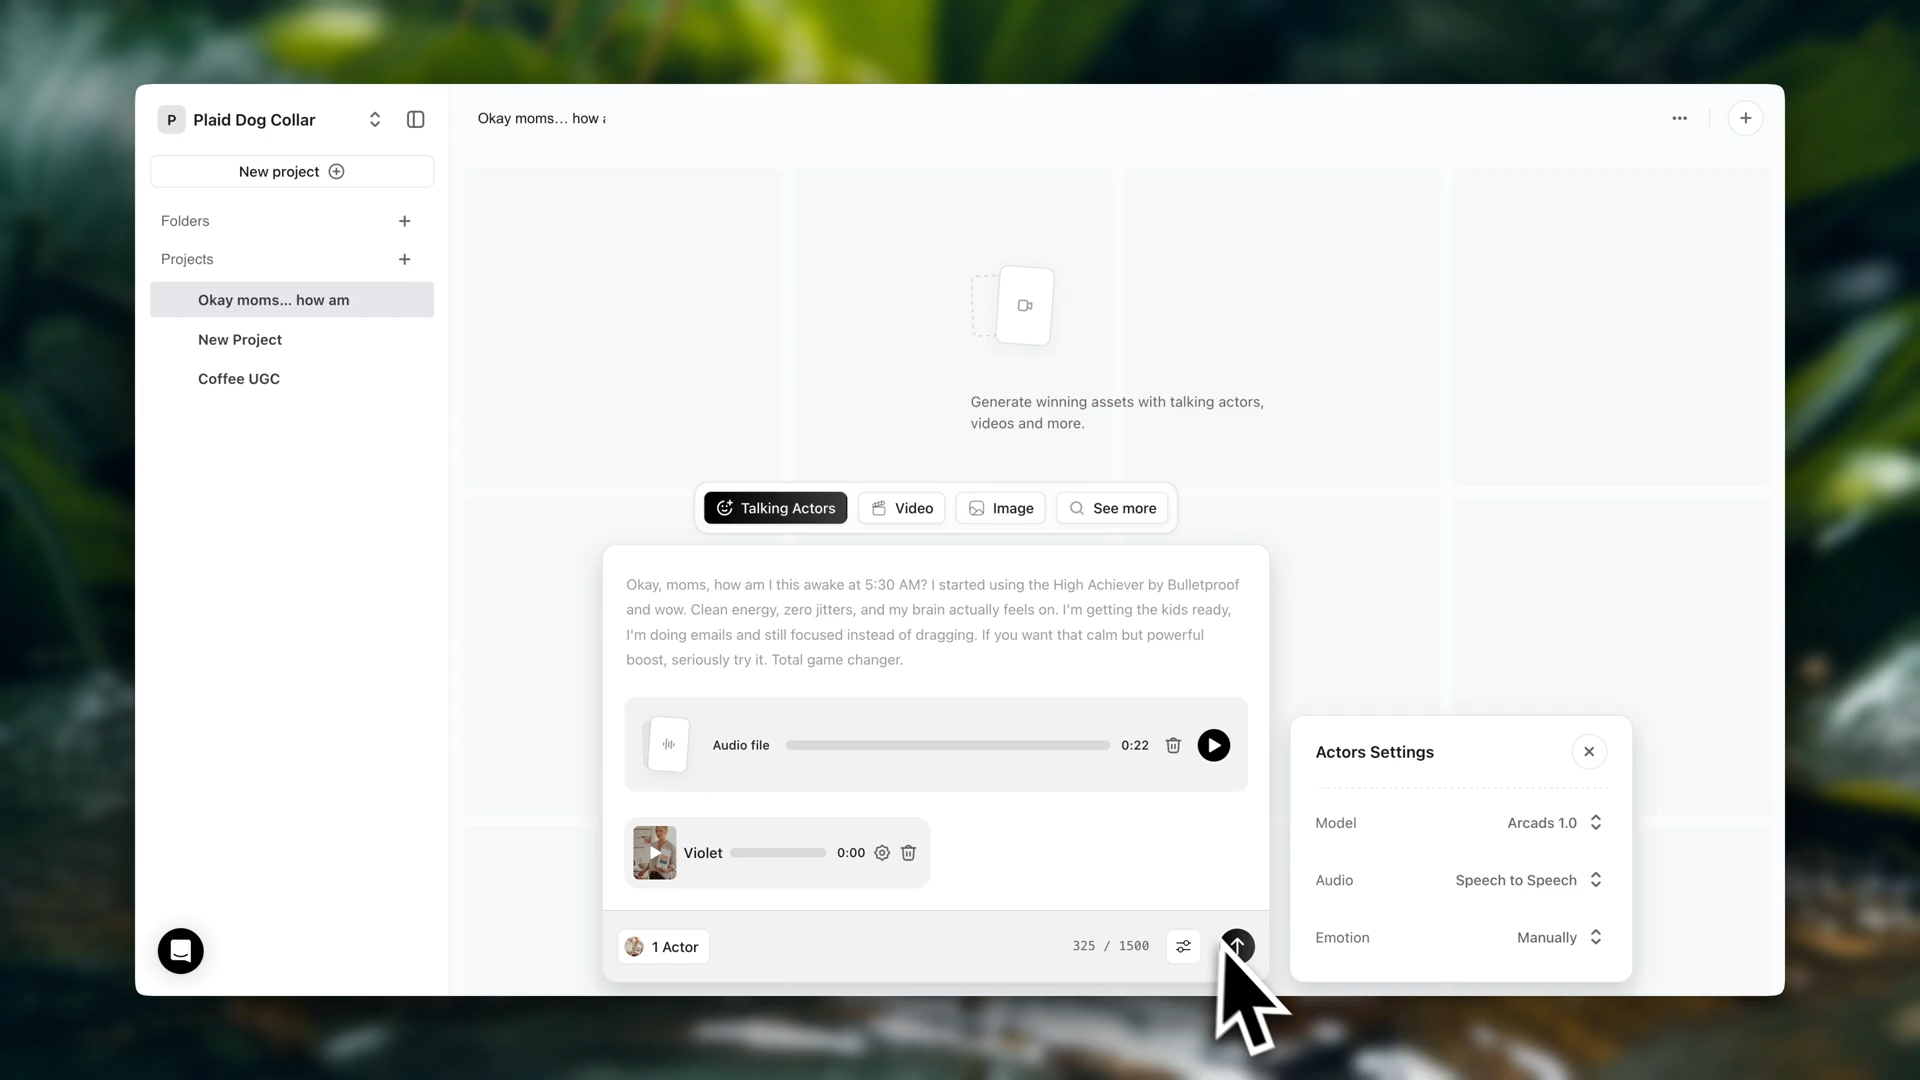 P Plaid Dog Collar
New project
Folders
Projects
Okay moms... how am
New Project
Coffee UGC
Okay moms... how a
Generate winning assets with talking actors,
videos and more.
Talking Actors
Video
Image
See more
Okay, moms, how am I this awake at 5:30 AM? I started using the High Achiever by Bulletproof
and wow. Clean energy, zero jitters, and my brain actually feels on. I'm getting the kids ready,
I'm doing emails and still focused instead of dragging. If you want that calm but powerful
boost, seriously try it. Total game changer.
Audio file
0:22
Violet
0:00
1 Actor
325 / 1500
Actors Settings
Model
Arcads 1.0
Audio
Speech to Speech
Emotion
Manually